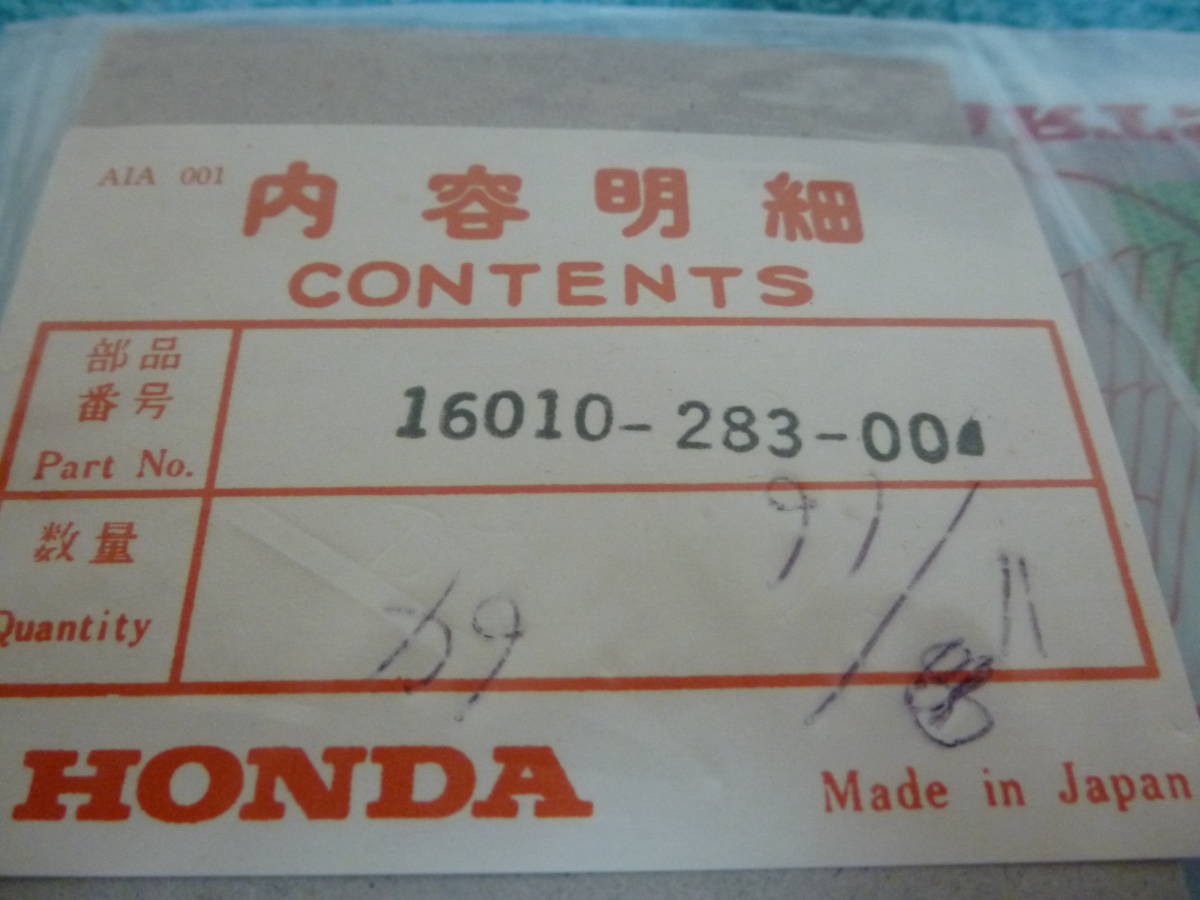 AIA 001
内容明細
CONTENTS
部品
番号
Part No.
16010-283-004
数量
Quantity
HONDA
Made in Japan